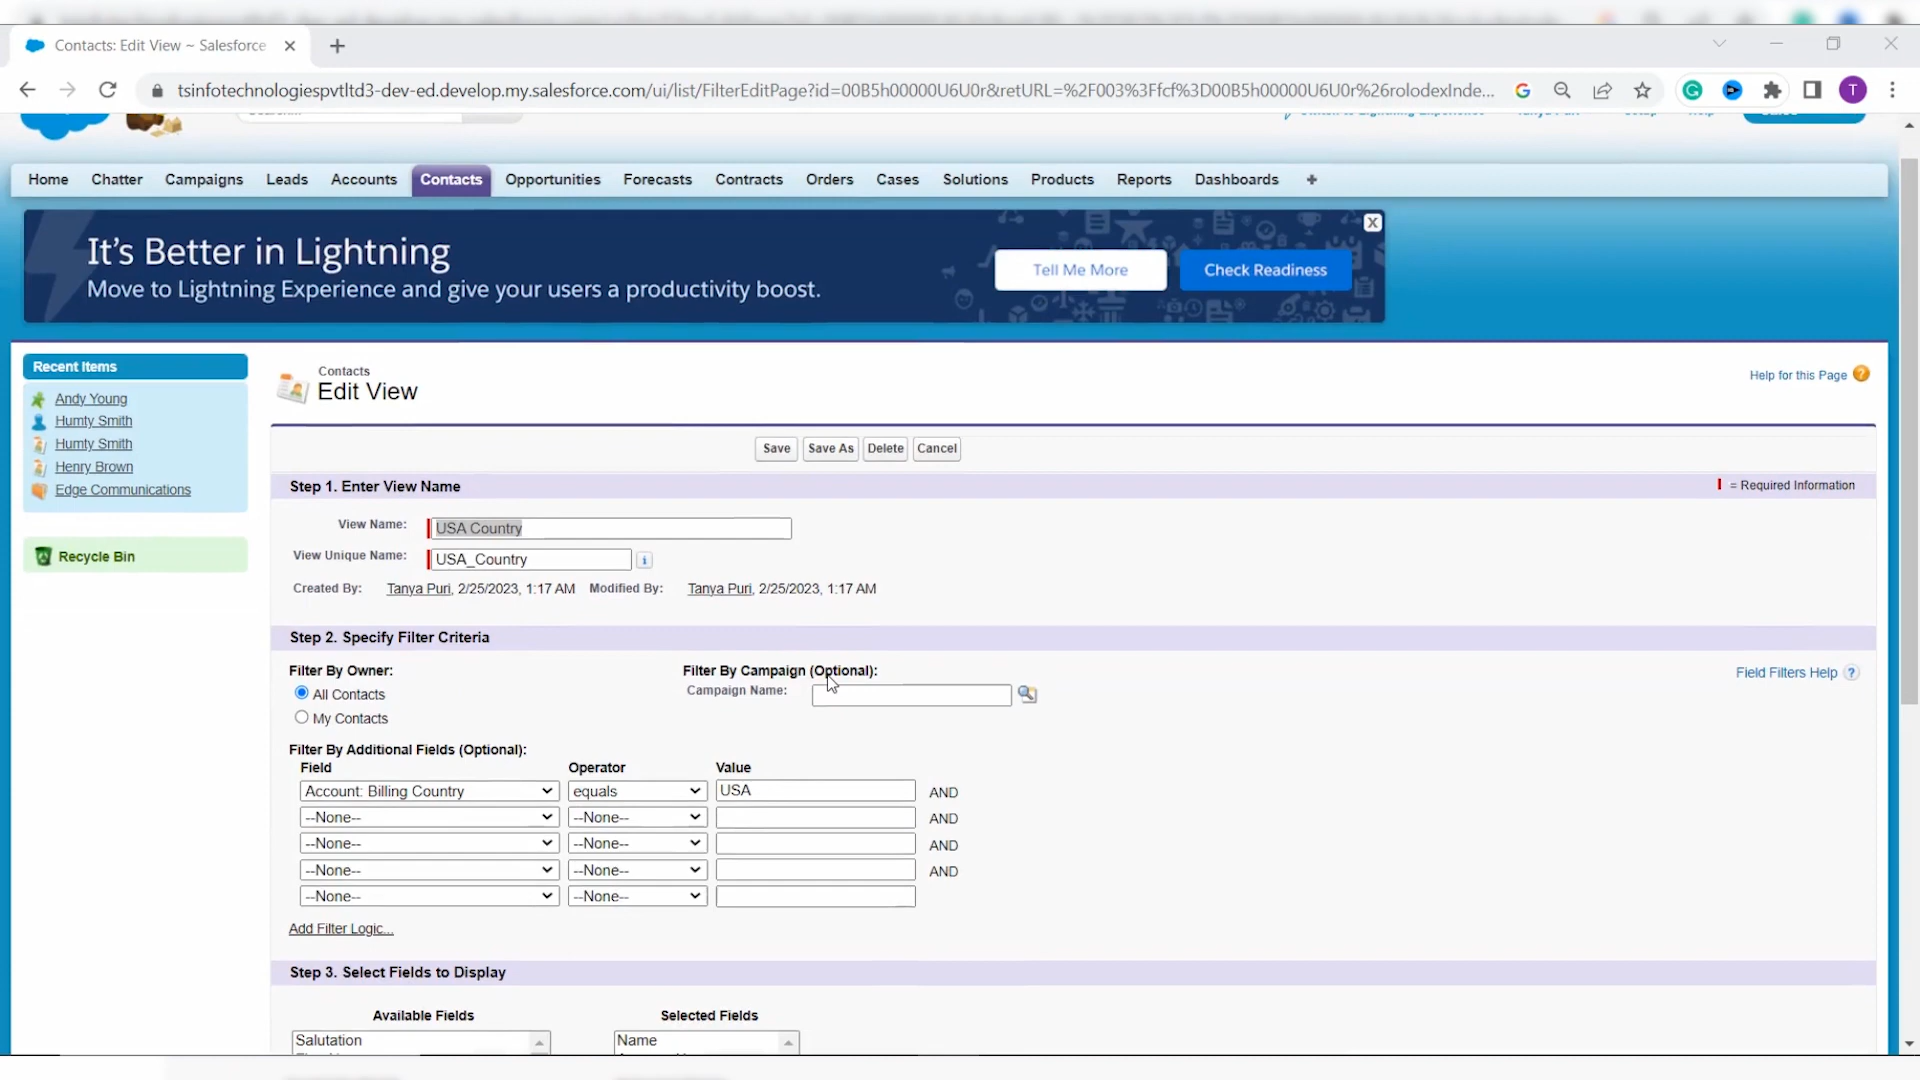 Contacts: Edit View ~ Salesforce
tsinfotechnologiespvtltd3-dev-ed.develop.my.salesforce.com/ui/list/FilterEditPage?id=00B5h00000U6U0r&retURL=%2F003%3Ffcf%3D00B5h00000U6U0r%26rolodexInde...
T
Home Chatter Campaigns Leads Accounts Contacts Opportunities Forecasts Contracts Orders Cases Solutions Products Reports Dashboards +
It's Better in Lightning
Move to Lightning Experience and give your users a productivity boost.
Tell Me More
Check Readiness
X
Recent Items
Andy Young
Humty Smith
Humty Smith
Henry Brown
Edge Communications
Recycle Bin
Contacts
Edit View
Help for this Page ?
Save Save As Delete Cancel
Step 1. Enter View Name
= Required Information
View Name: USA Country
View Unique Name: USA_Country i
Created By: Tanya Puri, 2/25/2023, 1:17 AM Modified By: Tanya Puri, 2/25/2023, 1:17 AM
Step 2. Specify Filter Criteria
Filter By Owner:
All Contacts
My Contacts
Filter By Campaign (Optional):
Campaign Name:
Field Filters Help ?
Filter By Additional Fields (Optional):
Field Operator Value
Account: Billing Country equals USA AND
--None-- --None-- AND
--None-- --None-- AND
--None-- --None-- AND
--None-- --None--
Add Filter Logic...
Step 3. Select Fields to Display
Available Fields Selected Fields
Salutation Name